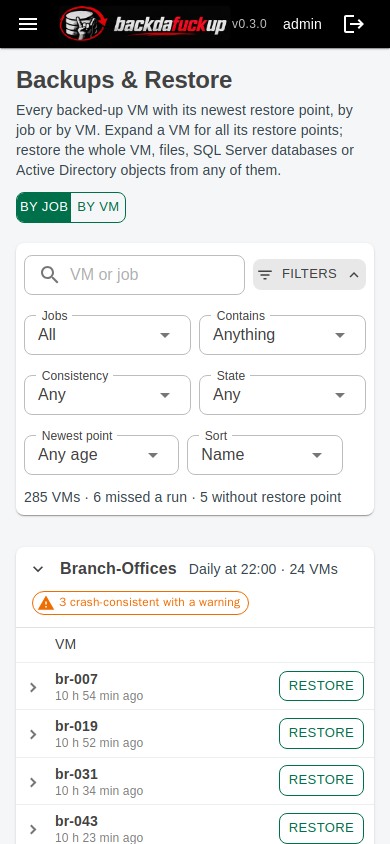 backdafuckup v0.3.0 admin
Backups & Restore
Every backed-up VM with its newest restore point, by
job or by VM. Expand a VM for all its restore points;
restore the whole VM, files, SQL Server databases or
Active Directory objects from any of them.
BY JOB BY VM
VM or job FILTERS
Jobs Contains
All Anything
Consistency State
Any Any
Newest point Sort
Any age Name
285 VMs · 6 missed a run · 5 without restore point
Branch-Offices Daily at 22:00 · 24 VMs
3 crash-consistent with a warning
VM
br-007
10 h 54 min ago
RESTORE
br-019
10 h 52 min ago
RESTORE
br-031
10 h 34 min ago
RESTORE
br-043
10 h 23 min ago
RESTORE